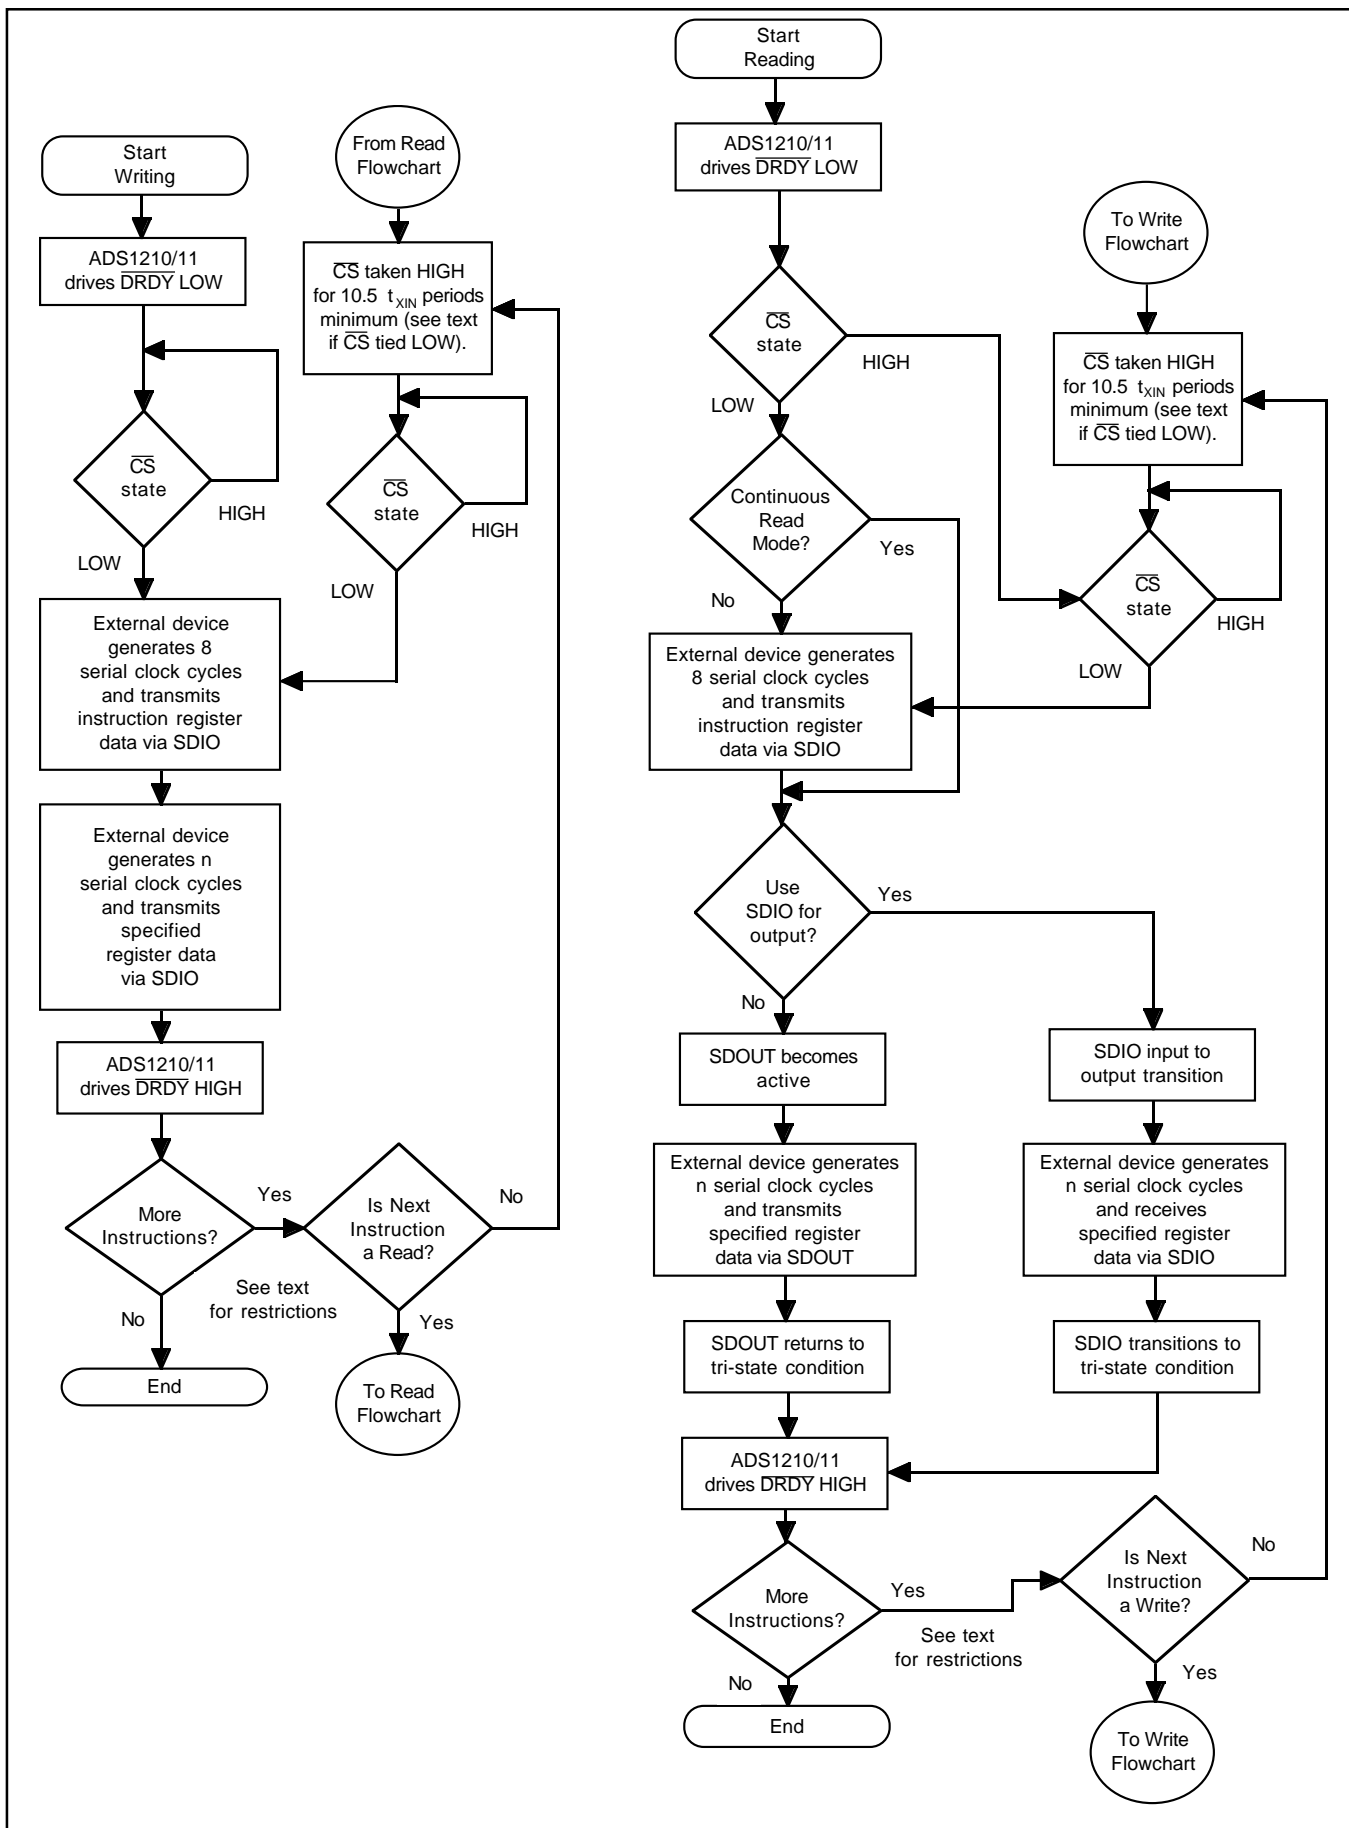 Start
Writing
ADS1210/11
drives DRDY LOW
CS
state
HIGH
LOW
External device
generates 8
serial clock cycles
and transmits
instruction register
data via SDIO
External device
generates n
serial clock cycles
and transmits
specified
register data
via SDIO
ADS1210/11
drives DRDY HIGH
More
Instructions?
Yes
See text
for restrictions
No
End
From Read
Flowchart
CS taken HIGH
for 10.5 tXIN periods
minimum (see text
if CS tied LOW).
CS
state
HIGH
LOW
Is Next
Instruction
a Read?
No
Yes
To Read
Flowchart
Start
Reading
ADS1210/11
drives DRDY LOW
CS
state
HIGH
LOW
Continuous
Read
Mode?
Yes
No
External device generates
8 serial clock cycles
and transmits
instruction register
data via SDIO
Use
SDIO for
output?
Yes
No
SDOUT becomes
active
External device generates
n serial clock cycles
and transmits
specified register
data via SDOUT
SDOUT returns to
tri-state condition
ADS1210/11
drives DRDY HIGH
More
Instructions?
Yes
See text
for restrictions
No
End
To Write
Flowchart
CS taken HIGH
for 10.5 tXIN periods
minimum (see text
if CS tied LOW).
CS
state
HIGH
LOW
SDIO input to
output transition
External device generates
n serial clock cycles
and receives
specified register
data via SDIO
SDIO transitions to
tri-state condition
Is Next
Instruction
a Write?
No
Yes
To Write
Flowchart